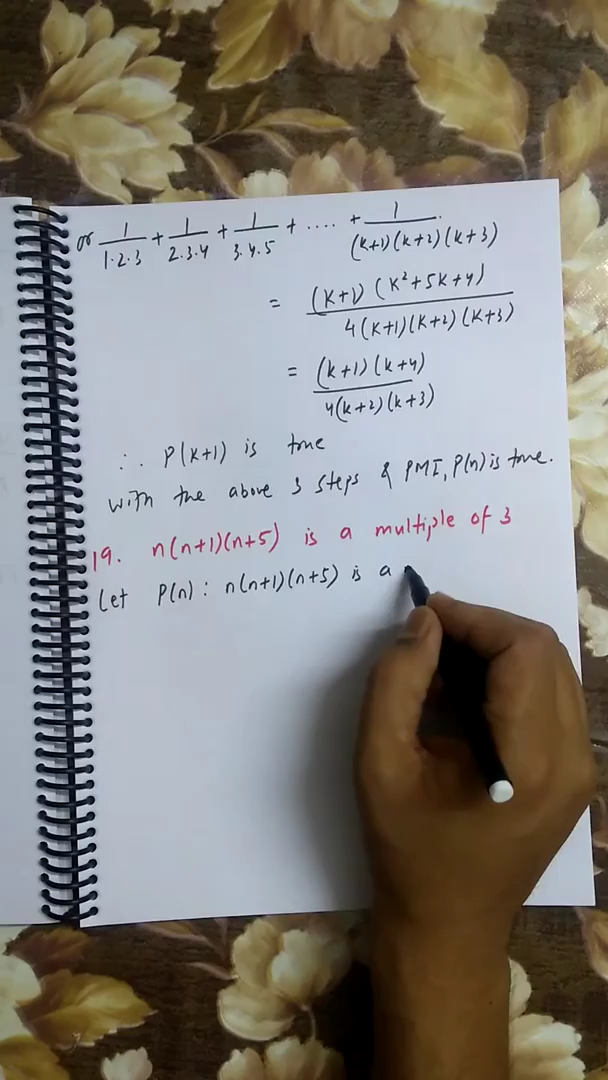 or 1/1·2·3 + 1/2·3·4 + 1/3·4·5 + .... + 1/(k+1)(k+2)(k+3)
= (k+1) (k²+5k+4)/4(k+1)(k+2)(k+3)
= (k+1)(k+4)/4(k+2)(k+3)
∴ P(k+1) is true
with the above 3 steps & PMI, P(n) is true.
19. n(n+1)(n+5) is a multiple of 3
Let P(n) : n(n+1)(n+5) is a